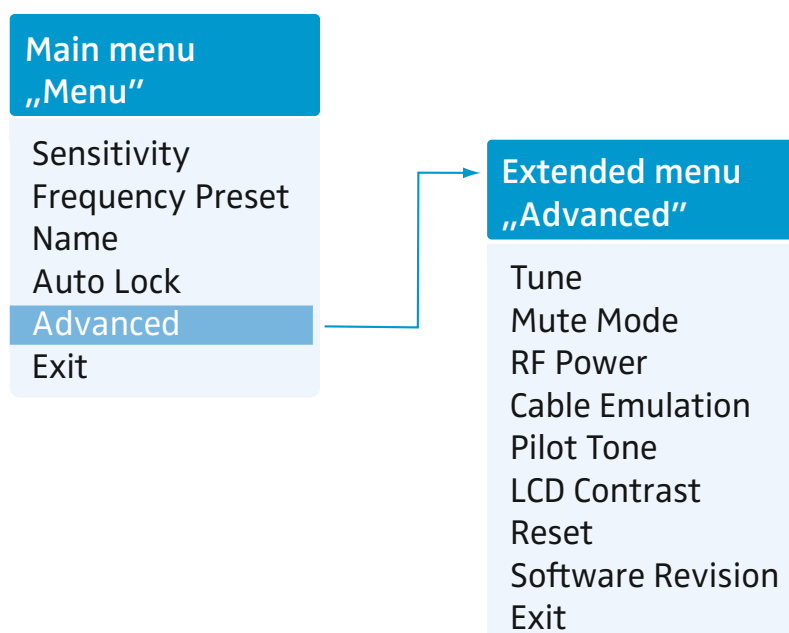 Main menu
„Menu”
Sensitivity
Frequency Preset
Name
Auto Lock
Advanced
Exit
Extended menu
„Advanced”
Tune
Mute Mode
RF Power
Cable Emulation
Pilot Tone
LCD Contrast
Reset
Software Revision
Exit